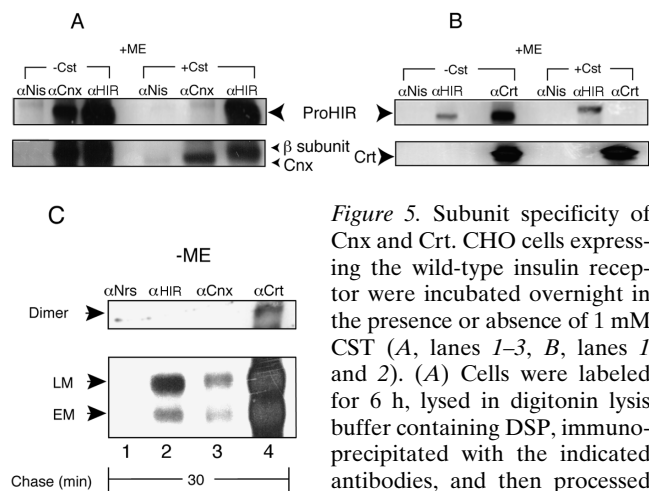 A
+ME
-Cst
+Cst
αNis αCnx αHIR
αNis αCnx αHIR
ProHIR
β subunit
Cnx
B
+ME
-Cst
+Cst
αNis αHIR αCrt
αNis αHIR αCrt
Crt
C
-ME
αNrs αHIR αCnx αCrt
Dimer
LM
EM
1 2 3 4
Chase (min) 30
Figure 5. Subunit specificity of
Cnx and Crt. CHO cells express-
ing the wild-type insulin recep-
tor were incubated overnight in
the presence or absence of 1 mM
CST (A, lanes 1–3, B, lanes 1
and 2). (A) Cells were labeled
for 6 h, lysed in digitonin lysis
buffer containing DSP, immuno-
precipitated with the indicated
antibodies, and then processed